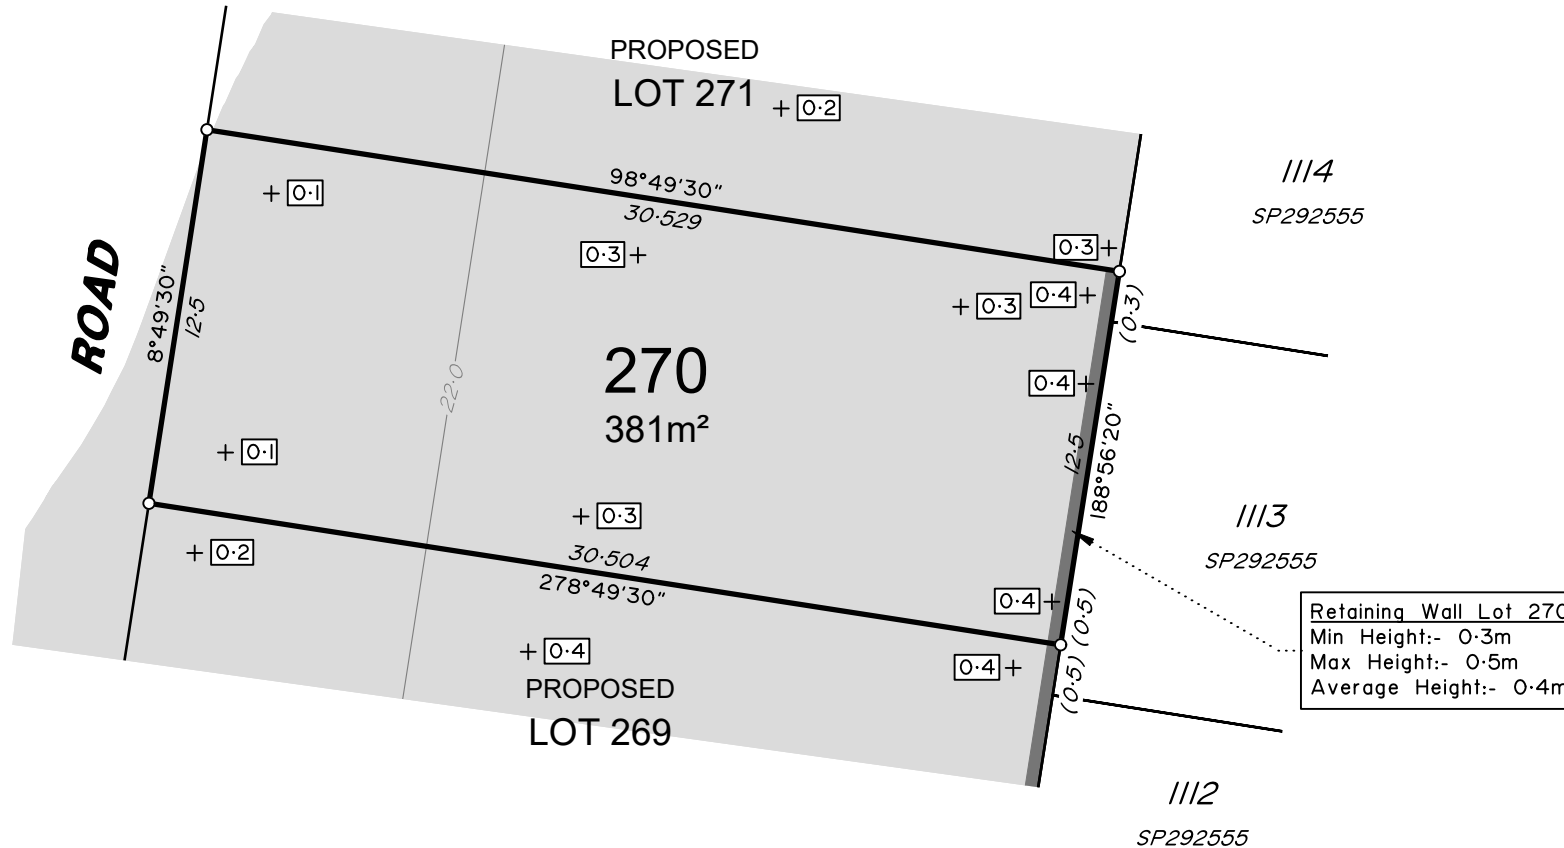 PROPOSED
LOT 271
0·2
1114
SP292555
98°49'30"
30·529
0·1
0·3
0·3
0·3
0·4
(0·3)
ROAD
8°49'30"
12·5
22·0
270
381m²
0·4
12·5
188°56'20"
0·1
0·3
30·504
278°49'30"
0·2
1113
SP292555
0·4
(0·5)
Retaining Wall Lot 270
Min Height:- 0·3m
Max Height:- 0·5m
Average Height:- 0·4m
0·4
PROPOSED
LOT 269
0·4
(0·5)
1112
SP292555